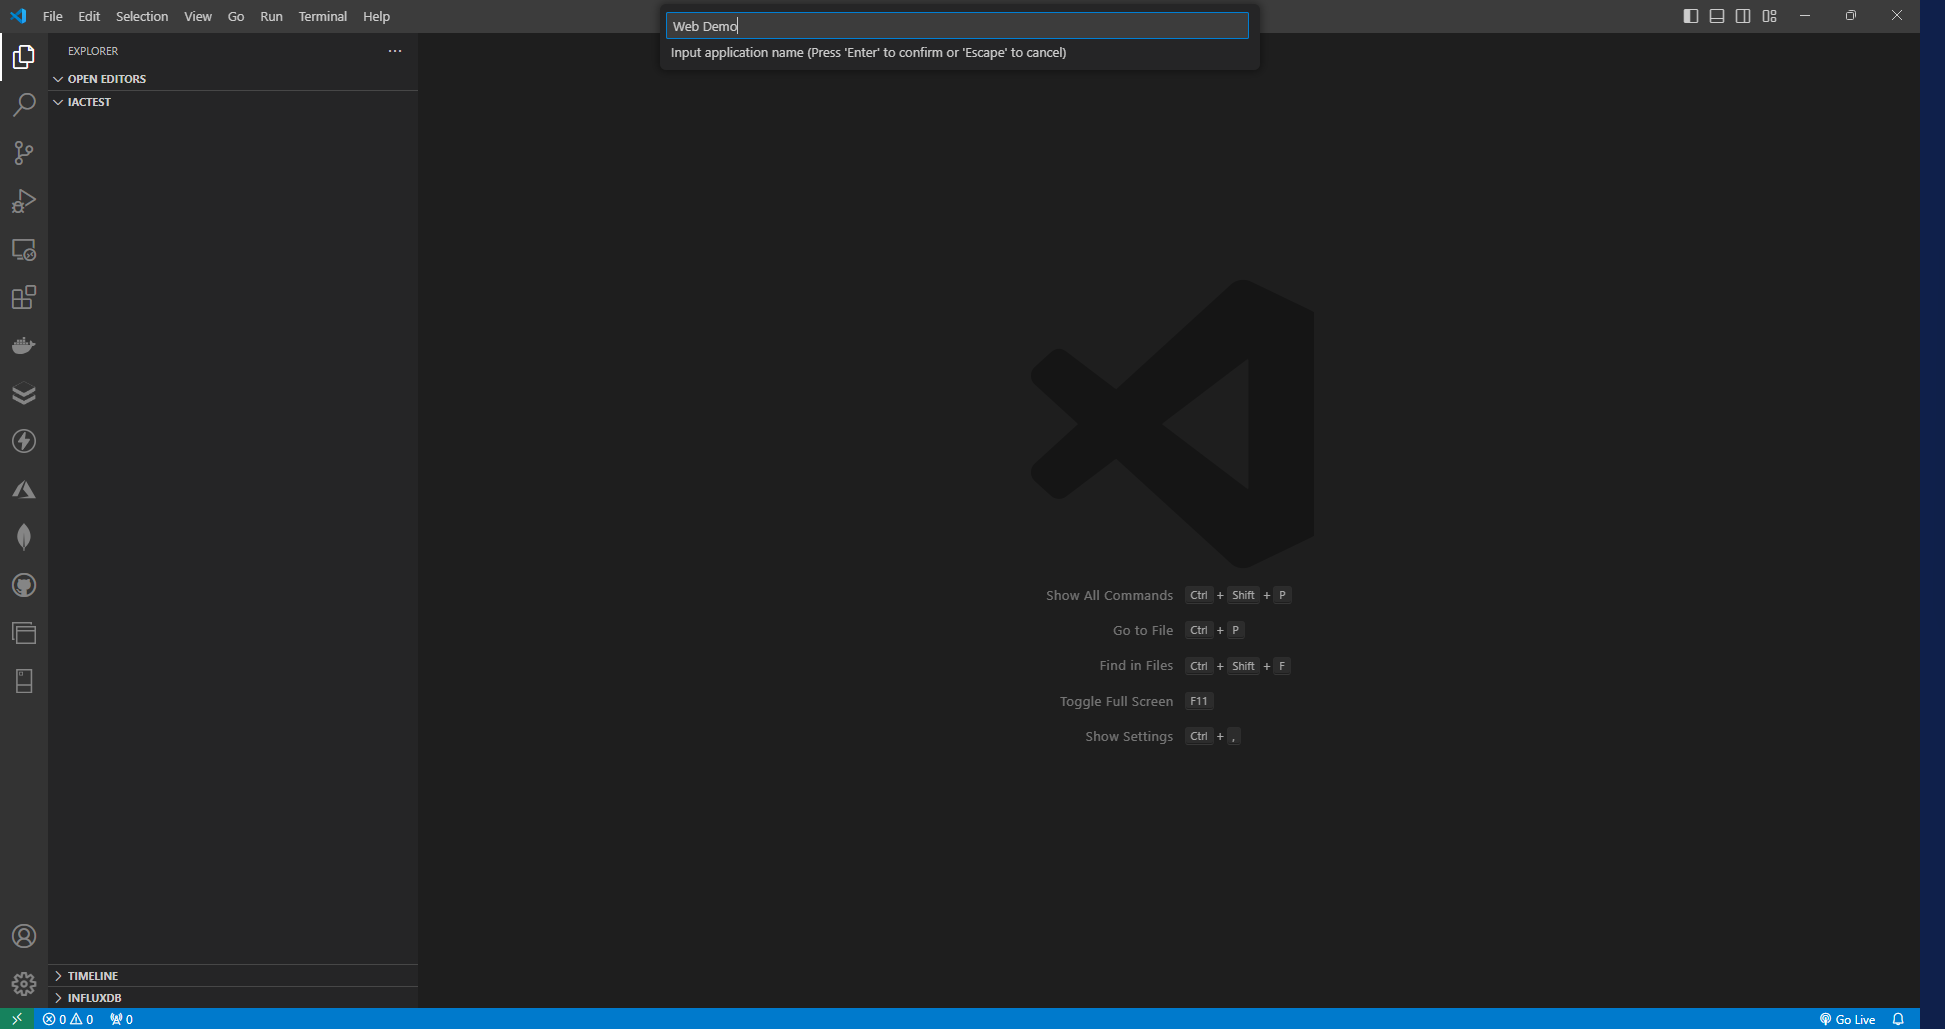 File Edit Selection View Go Run Terminal Help
Web Demo
Input application name (Press 'Enter' to confirm or 'Escape' to cancel)
EXPLORER
OPEN EDITORS
IACTEST
Show All Commands Ctrl + Shift + P
Go to File Ctrl + P
Find in Files Ctrl + Shift + F
Toggle Full Screen F11
Show Settings Ctrl + ,
TIMELINE
INFLUXDB
0 0 0 Go Live